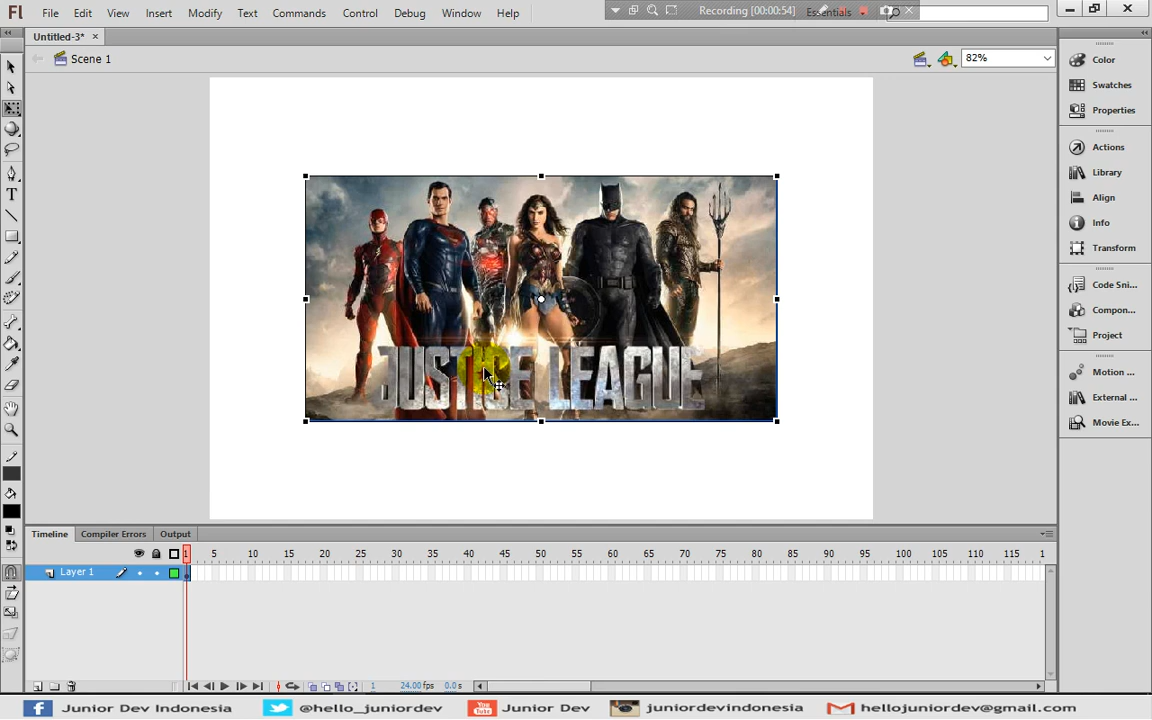 Fl File Edit View Insert Modify Text Commands Control Debug Window Help Recording [00:00:54] Essentials
Untitled-3* ×
Scene 1 82%
Color
Swatches
Properties
Actions
Library
Align
Info
Transform
Code Sni...
Compon...
Project
Motion ...
External ...
Movie Ex...
JUSTICE LEAGUE
Timeline Compiler Errors Output
1 5 10 15 20 25 30 35 40 45 50 55 60 65 70 75 80 85 90 95 100 105 110 115 1
Layer 1
1 24.00 fps 0.0 s
f Junior Dev Indonesia @hello_juniordev You Tube Junior Dev juniordevindonesia hellojuniordev@gmail.com